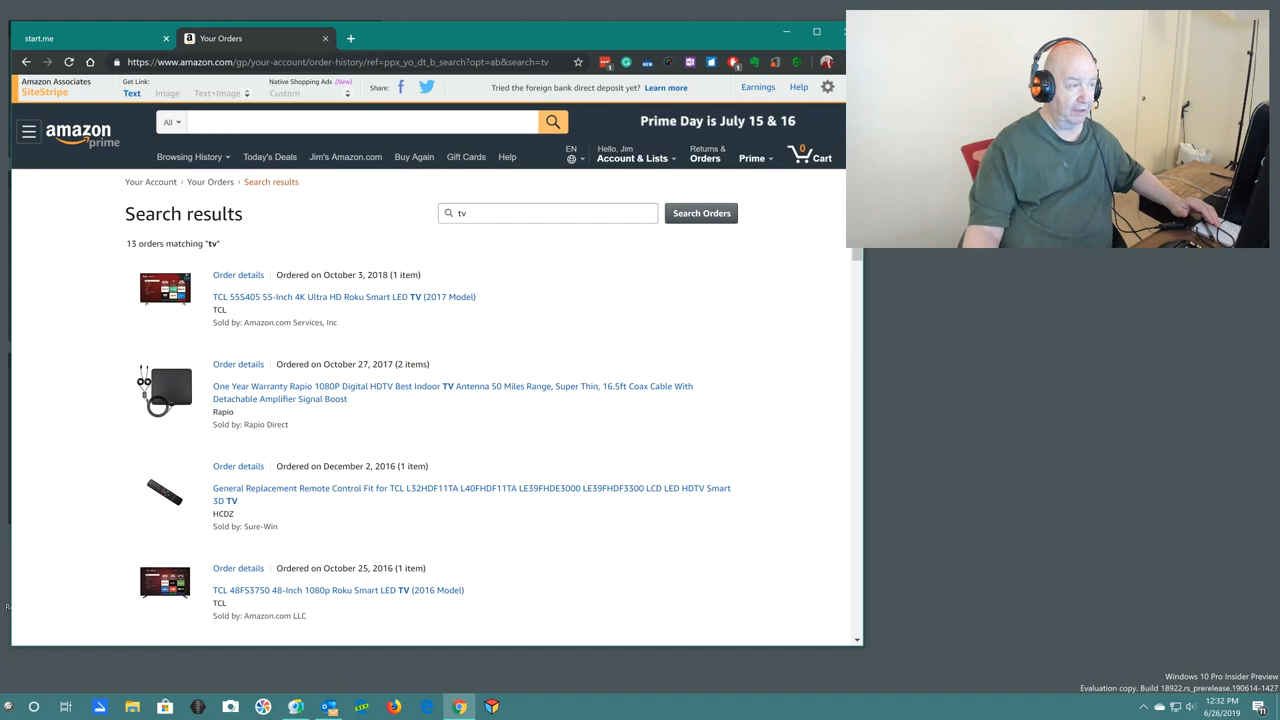 start.me
Your Orders
https://www.amazon.com/gp/your-account/order-history/ref=ppx_yo_dt_b_search?opt=ab&search=tv
Amazon Associates
SiteStripe
Get Link:
Text Image Text+Image
Native Shopping Ads (New)
Custom
Share:
Tried the foreign bank direct deposit yet? Learn more
Earnings Help
amazon
prime
All
Prime Day is July 15 & 16
Browsing History Today's Deals Jim's Amazon.com Buy Again Gift Cards Help
EN
Hello, Jim
Account & Lists
Returns &
Orders
Prime
0
Cart
Your Account › Your Orders › Search results
Search results
tv
Search Orders
13 orders matching "tv"
Order details Ordered on October 3, 2018 (1 item)
TCL 55S405 55-Inch 4K Ultra HD Roku Smart LED TV (2017 Model)
TCL
Sold by: Amazon.com Services, Inc
Order details Ordered on October 27, 2017 (2 items)
One Year Warranty Rapio 1080P Digital HDTV Best Indoor TV Antenna 50 Miles Range, Super Thin, 16.5ft Coax Cable With
Detachable Amplifier Signal Boost
Rapio
Sold by: Rapio Direct
Order details Ordered on December 2, 2016 (1 item)
General Replacement Remote Control Fit for TCL L32HDF11TA L40FHDF11TA LE39FHDE3000 LE39FHDF3300 LCD LED HDTV Smart
3D TV
HCDZ
Sold by: Sure-Win
Order details Ordered on October 25, 2016 (1 item)
TCL 48FS3750 48-Inch 1080p Roku Smart LED TV (2016 Model)
TCL
Sold by: Amazon.com LLC
Windows 10 Pro Insider Preview
Evaluation copy. Build 18922.rs_prerelease.190614-1427
12:32 PM
6/26/2019